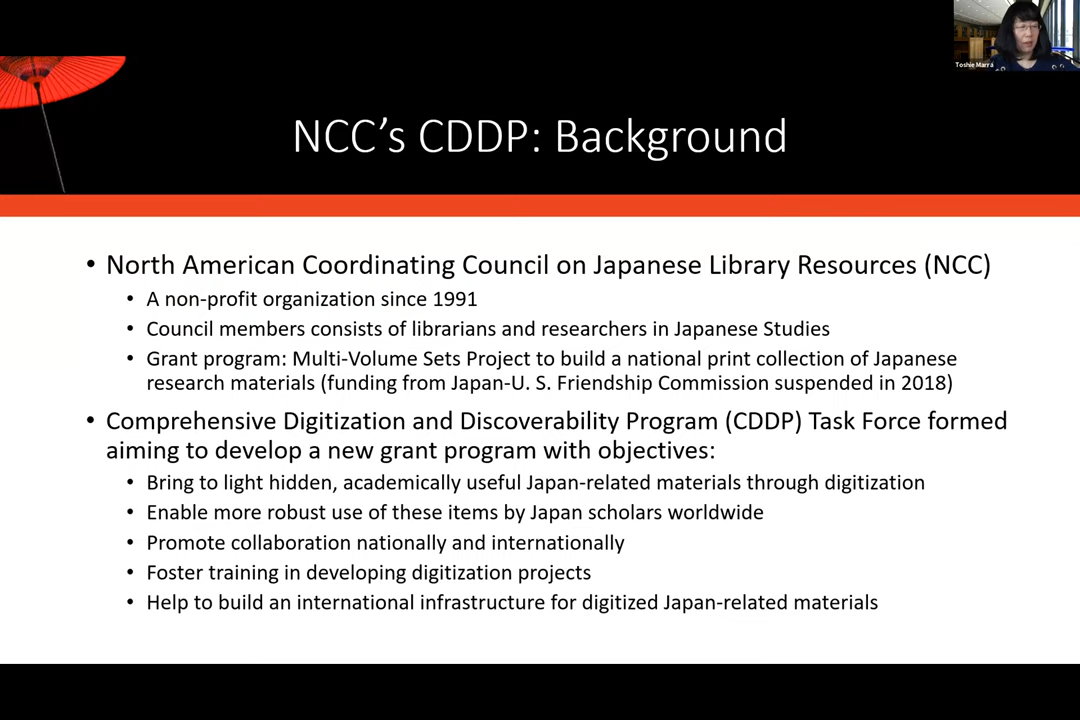 Toshie Marra
NCC’s CDDP: Background
• North American Coordinating Council on Japanese Library Resources (NCC)
• A non-profit organization since 1991
• Council members consists of librarians and researchers in Japanese Studies
• Grant program: Multi-Volume Sets Project to build a national print collection of Japanese
research materials (funding from Japan-U. S. Friendship Commission suspended in 2018)
• Comprehensive Digitization and Discoverability Program (CDDP) Task Force formed
aiming to develop a new grant program with objectives:
• Bring to light hidden, academically useful Japan-related materials through digitization
• Enable more robust use of these items by Japan scholars worldwide
• Promote collaboration nationally and internationally
• Foster training in developing digitization projects
• Help to build an international infrastructure for digitized Japan-related materials